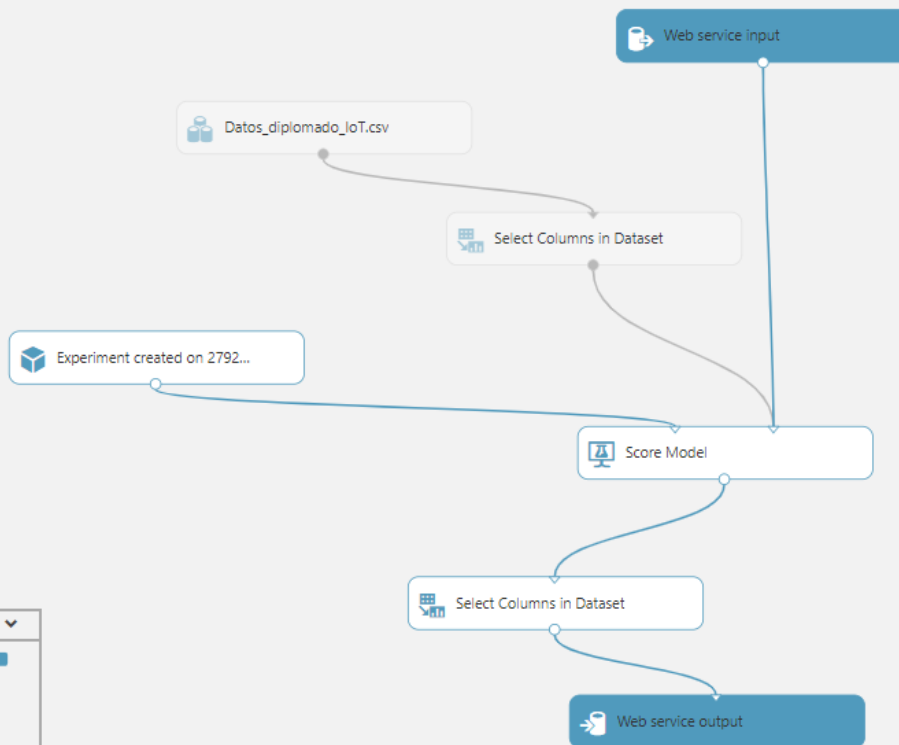 Web service input
Datos_diplomado_IoT.csv
Select Columns in Dataset
Experiment created on 2792...
Score Model
Select Columns in Dataset
Web service output